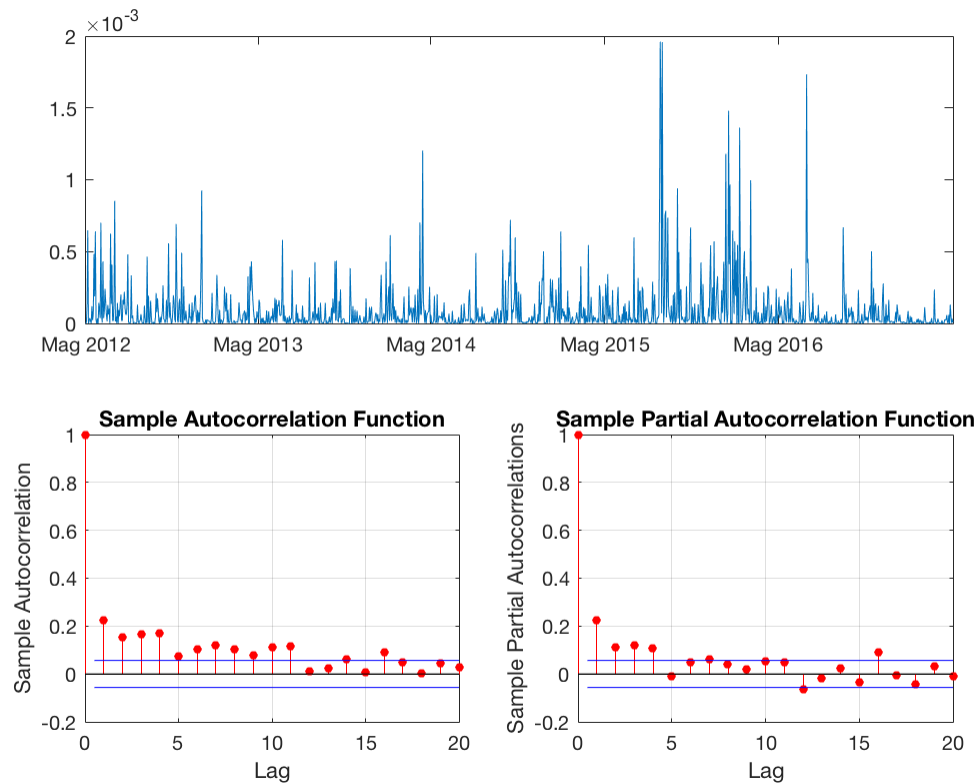 ×10-3
2
1.5
1
0.5
0
Mag 2012 Mag 2013 Mag 2014 Mag 2015 Mag 2016
Sample Autocorrelation Function
Sample Autocorrelation
1
0.8
0.6
0.4
0.2
0
-0.2
0 5 10 15 20
Lag
Sample Partial Autocorrelation Function
Sample Partial Autocorrelations
1
0.8
0.6
0.4
0.2
0
-0.2
0 5 10 15 20
Lag